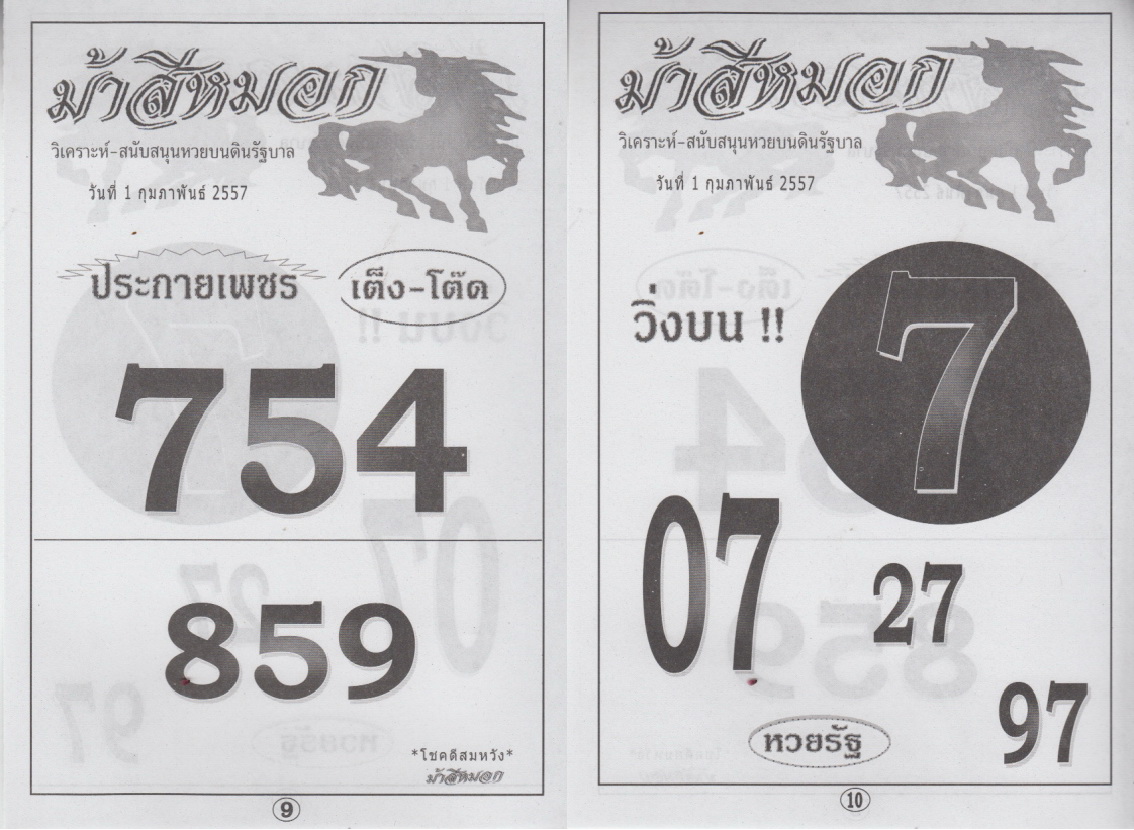 ม้าสีหมอก
วิเคราะห์-สนับสนุนหวยบนดินรัฐบาล
วันที่ 1 กุมภาพันธ์ 2557
ประกายเพชร
เต็ง-โต๊ด
754
859
*โชคดีสมหวัง*
ม้าสีหมอก
9
ม้าสีหมอก
วิเคราะห์-สนับสนุนหวยบนดินรัฐบาล
วันที่ 1 กุมภาพันธ์ 2557
วิ่งบน !!
7
07
27
97
หวยรัฐ
10